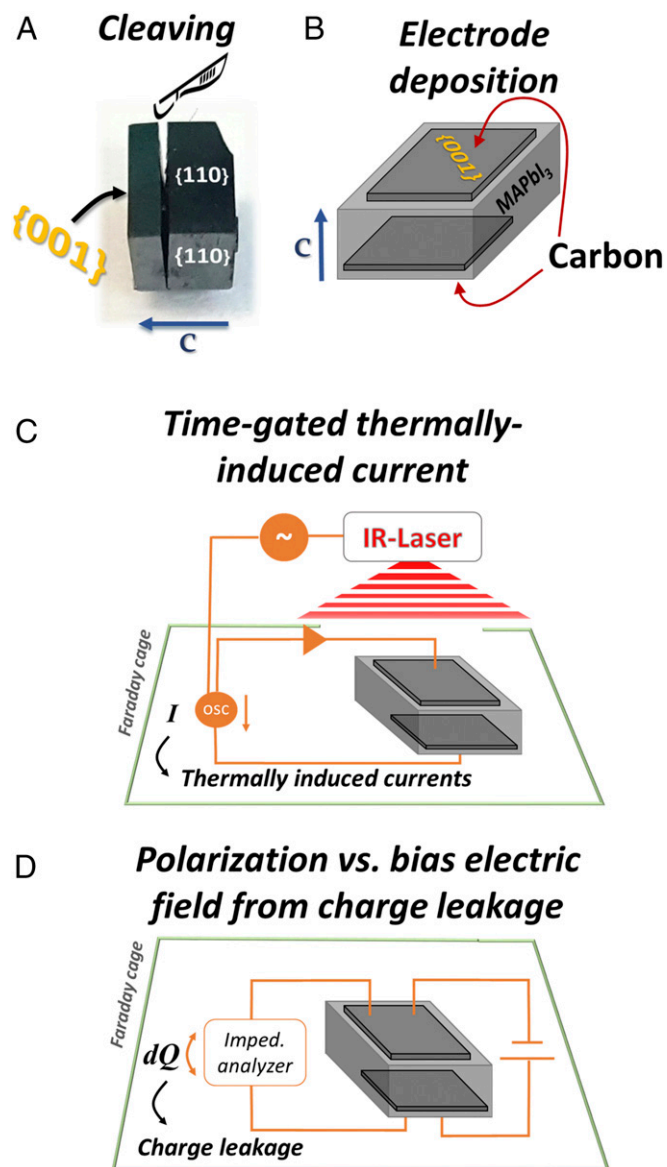 A
Cleaving
{110}
{110}
{001}
C
B
Electrode
deposition
{001}
MAPbI3
C
Carbon
C
Time-gated thermally-
induced current
~
IR-Laser
Faraday cage
I
OSC
Thermally induced currents
D
Polarization vs. bias electric
field from charge leakage
Faraday cage
dQ
Imped.
analyzer
Charge leakage